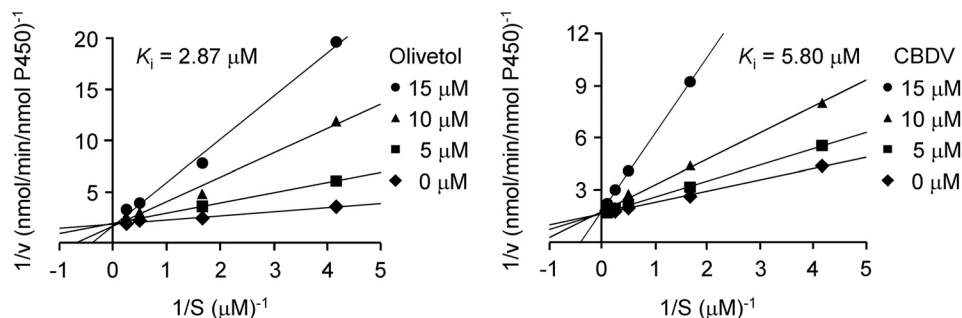 1/v (nmol/min/nmol P450)⁻¹
20
15
10
5
-1 0 1 2 3 4 5
1/S (μM)⁻¹
Kᵢ = 2.87 μM
Olivetol
15 μM
10 μM
5 μM
0 μM
1/v (nmol/min/nmol P450)⁻¹
12
9
6
3
-1 0 1 2 3 4 5
1/S (μM)⁻¹
Kᵢ = 5.80 μM
CBDV
15 μM
10 μM
5 μM
0 μM